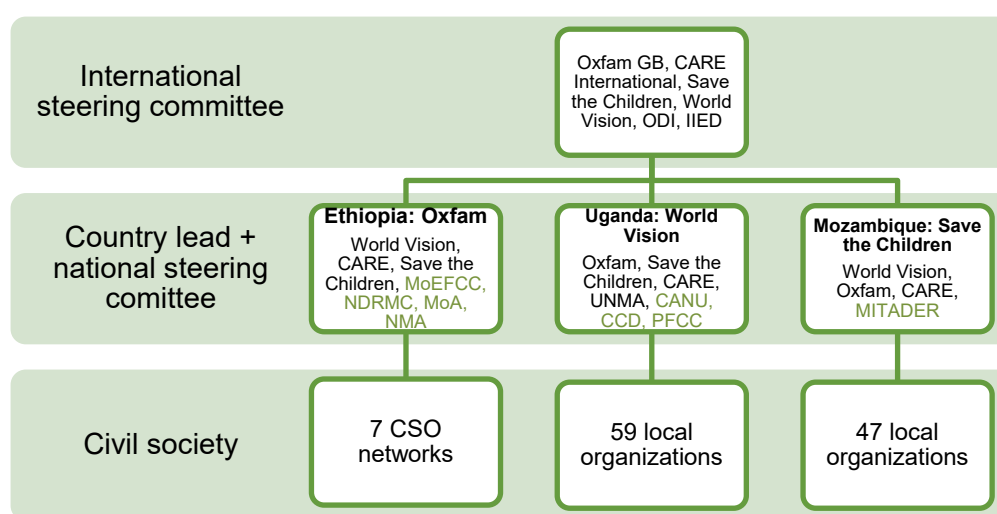 International
steering committee
Oxfam GB, CARE
International, Save
the Children, World
Vision, ODI, IIED
Country lead +
national steering
comittee
Ethiopia: Oxfam
World Vision,
CARE, Save the
Children, MoEFCC,
NDRMC, MoA,
NMA
Uganda: World
Vision
Oxfam, Save the
Children, CARE,
UNMA, CANU,
CCD, PFCC
Mozambique: Save
the Children
World Vision,
Oxfam, CARE,
MITADER
Civil society
7 CSO
networks
59 local
organizations
47 local
organizations